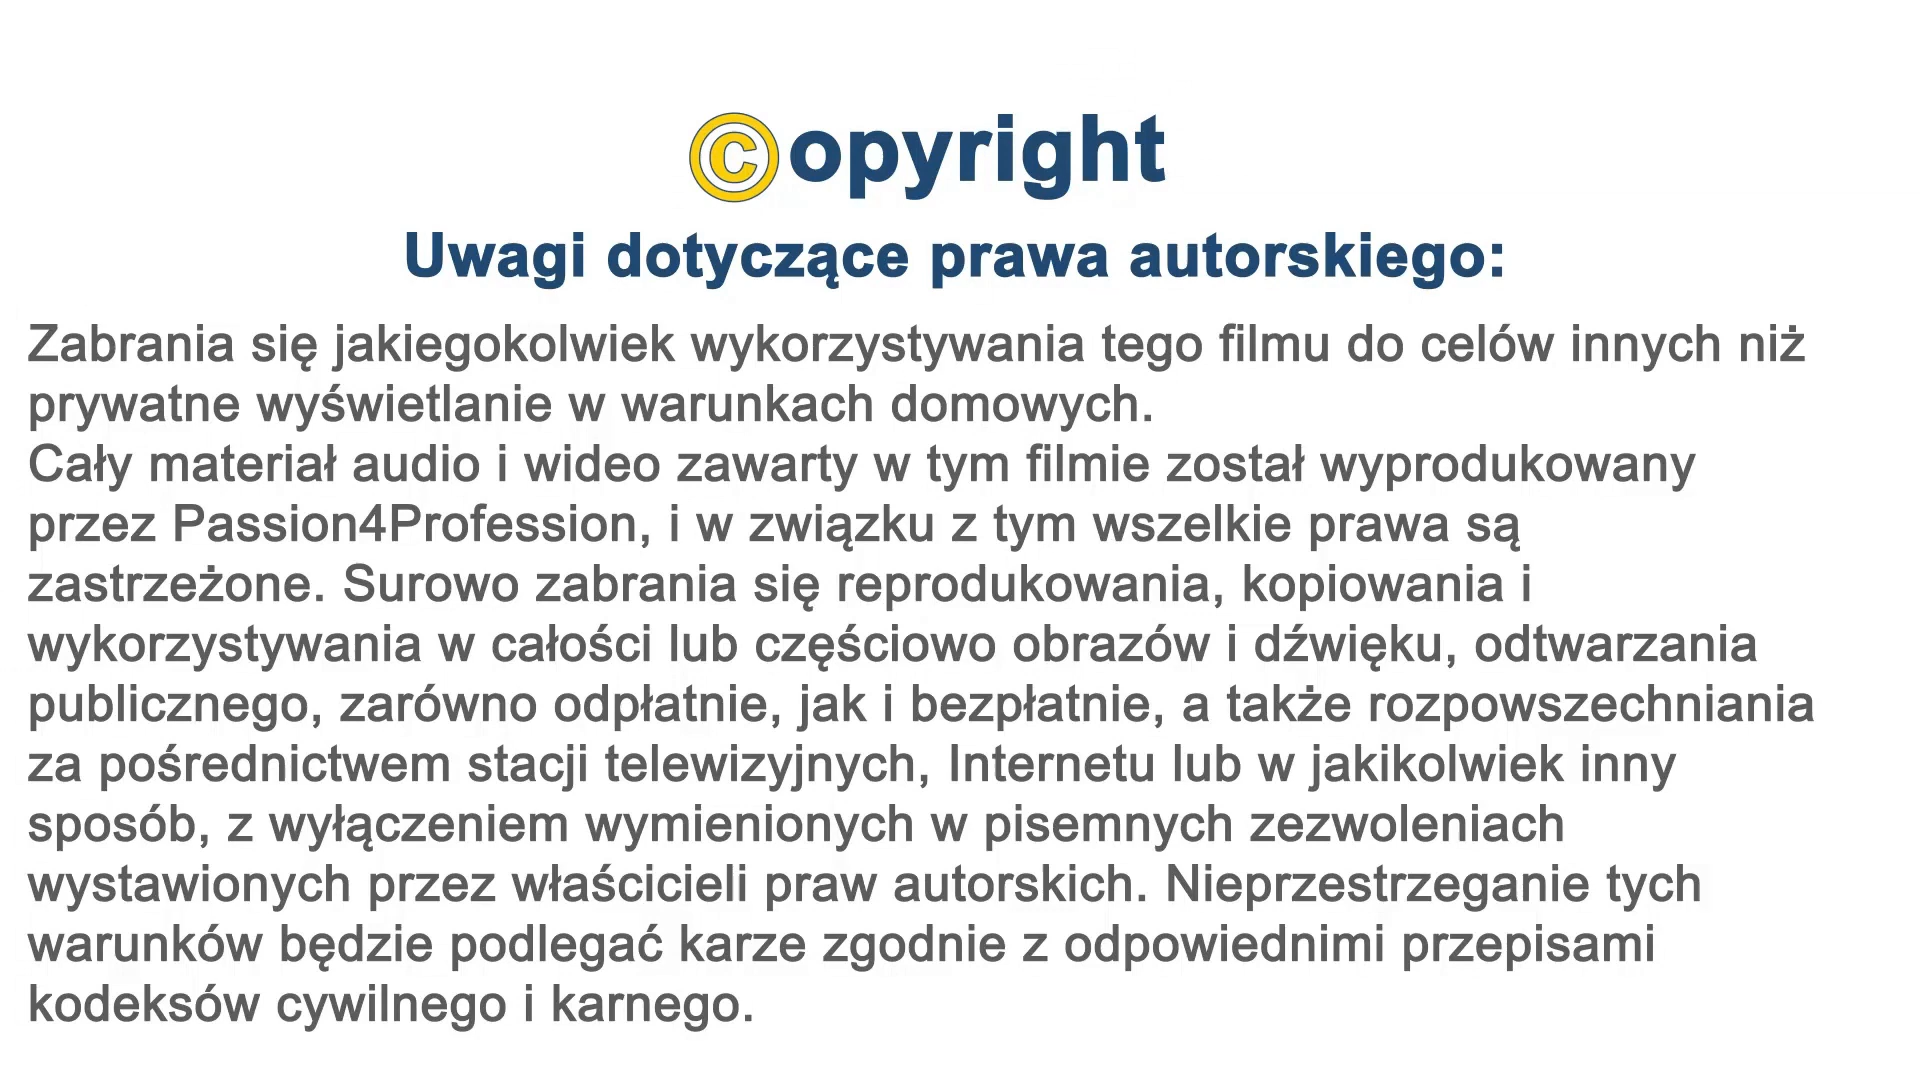 ©opyright
Uwagi dotyczące prawa autorskiego:
Zabrania się jakiegokolwiek wykorzystywania tego filmu do celów innych niż
prywatne wyświetlanie w warunkach domowych.
Cały materiał audio i wideo zawarty w tym filmie został wyprodukowany
przez Passion4Profession, i w związku z tym wszelkie prawa są
zastrzeżone. Surowo zabrania się reprodukowania, kopiowania i
wykorzystywania w całości lub częściowo obrazów i dźwięku, odtwarzania
publicznego, zarówno odpłatnie, jak i bezpłatnie, a także rozpowszechniania
za pośrednictwem stacji telewizyjnych, Internetu lub w jakikolwiek inny
sposób, z wyłączeniem wymienionych w pisemnych zezwoleniach
wystawionych przez właścicieli praw autorskich. Nieprzestrzeganie tych
warunków będzie podlegać karze zgodnie z odpowiednimi przepisami
kodeksów cywilnego i karnego.